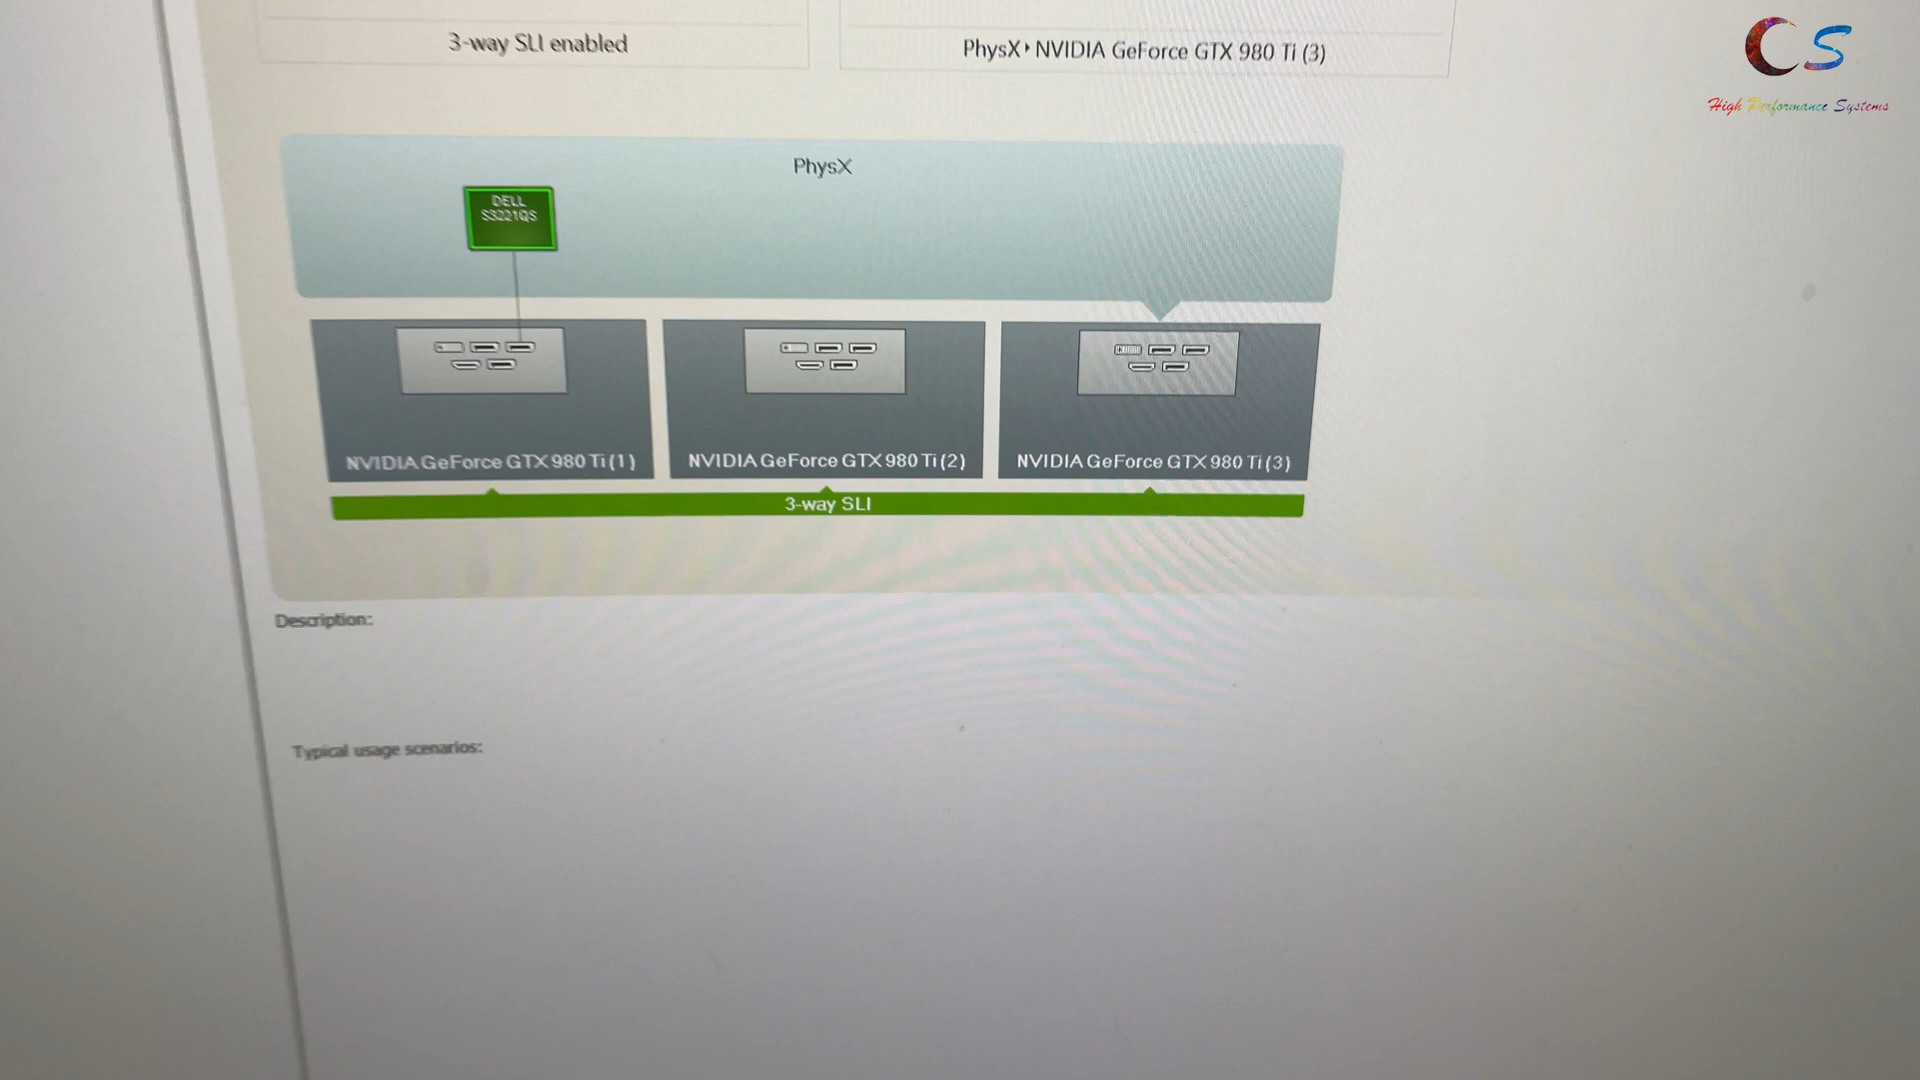 3-way SLI enabled
PhysX ▸ NVIDIA GeForce GTX 980 Ti (3)
CS
High Performance Systems
PhysX
DELL
S3221QS
NVIDIA GeForce GTX 980 Ti (1)
NVIDIA GeForce GTX 980 Ti (2)
NVIDIA GeForce GTX 980 Ti (3)
3-way SLI
Description:
Typical usage scenarios: